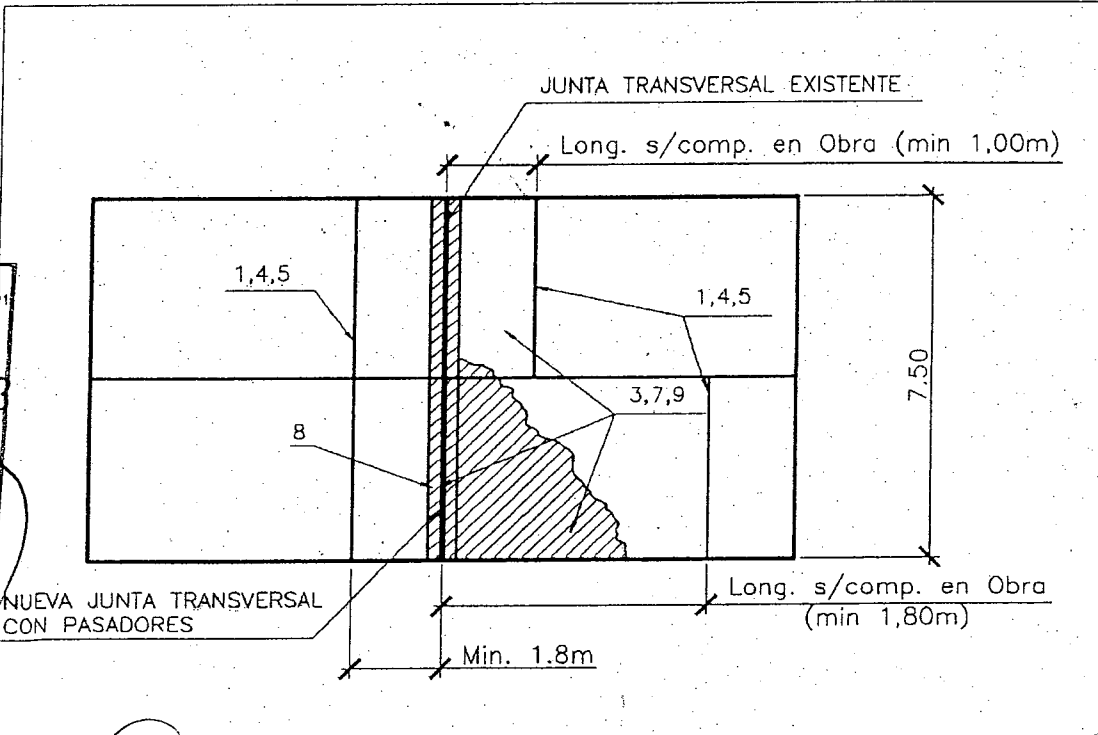 JUNTA TRANSVERSAL EXISTENTE
Long. s/comp. en Obra (min 1,00m)
1,4,5
1,4,5
3,7,9
8
7.50
NUEVA JUNTA TRANSVERSAL
CON PASADORES
Long. s/comp. en Obra
(min 1,80m)
Min. 1.8m